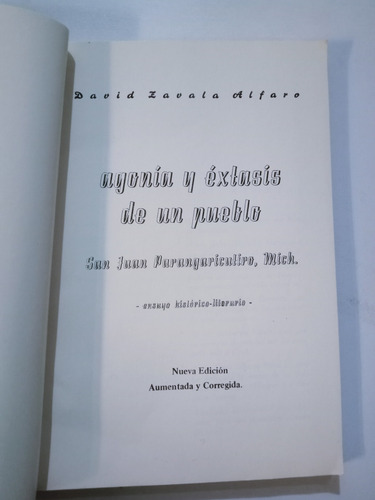 David Zavala Alfaro
agonía y éxtasis
de un pueblo
San Juan Parangaricutiro, Mich.
- ensayo histórico-literario -
Nueva Edición
Aumentada y Corregida.